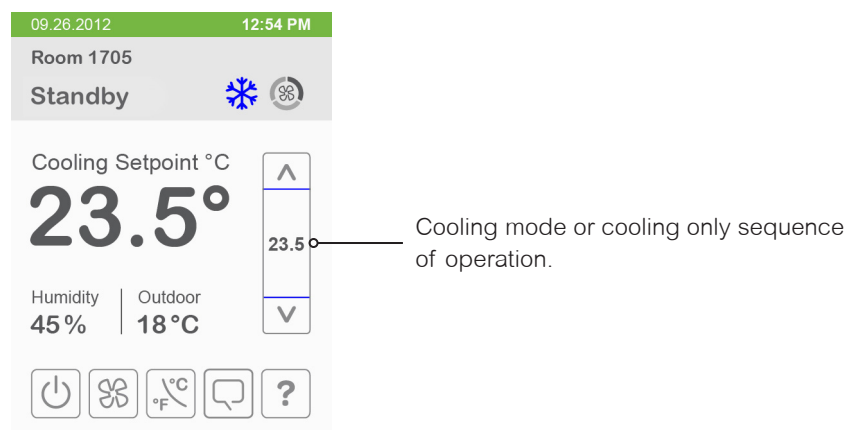 09.26.2012 12:54 PM
Room 1705
Standby
Cooling Setpoint °C
23.5°
23.5
Cooling mode or cooling only sequence
of operation.
Humidity Outdoor
45% 18°C
°C
°F
?